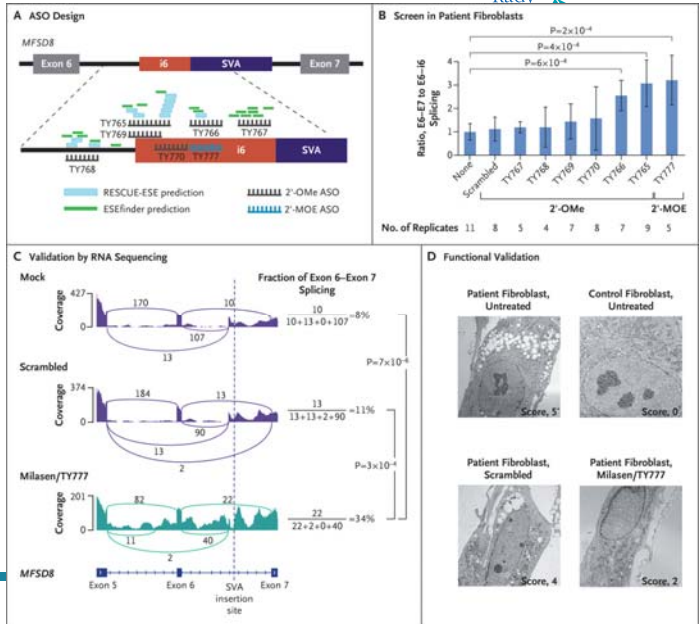 A ASO Design
MFSD8
Exon 6
i6
SVA
Exon 7
TY765
TY769
TY766
TY767
TY768
TY770
TY777
i6
SVA
RESCUE-ESE prediction
2'-OMe ASO
ESEfinder prediction
2'-MOE ASO
B Screen in Patient Fibroblasts
P=2×10⁻⁴
P=4×10⁻⁴
P=6×10⁻⁴
Ratio, E6–E7 to E6–i6
Splicing
4
3
2
1
0
None
Scrambled
TY767
TY768
TY769
TY770
TY766
TY765
TY777
2'-OMe
2'-MOE
No. of Replicates 11 8 5 4 7 8 7 9 5
C Validation by RNA Sequencing
Mock
Fraction of Exon 6–Exon 7
Splicing
427
Coverage
0
170
10
107
13
10
10+13+0+107
=8%
P=7×10⁻⁶
Scrambled
374
Coverage
0
184
13
90
13
2
13
13+13+2+90
=11%
P=3×10⁻⁴
Milasen/TY777
201
Coverage
0
82
22
11
40
2
22
22+2+0+40
=34%
MFSD8
Exon 5
Exon 6
SVA
insertion
site
Exon 7
D Functional Validation
Patient Fibroblast,
Untreated
Score, 5
Control Fibroblast,
Untreated
Score, 0
Patient Fibroblast,
Scrambled
Score, 4
Patient Fibroblast,
Milasen/TY777
Score, 2